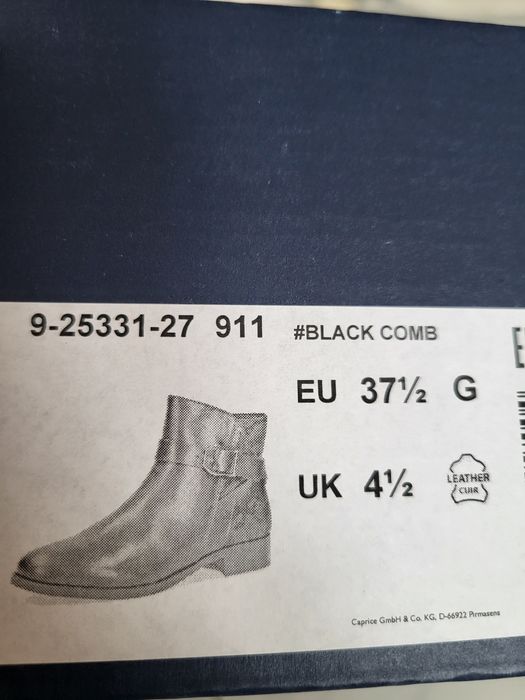 9-25331-27 911 #BLACK COMB
EU 37½ G
UK 4½
LEATHER
CUIR
Caprice GmbH & Co. KG, D-66922 Pirmasens